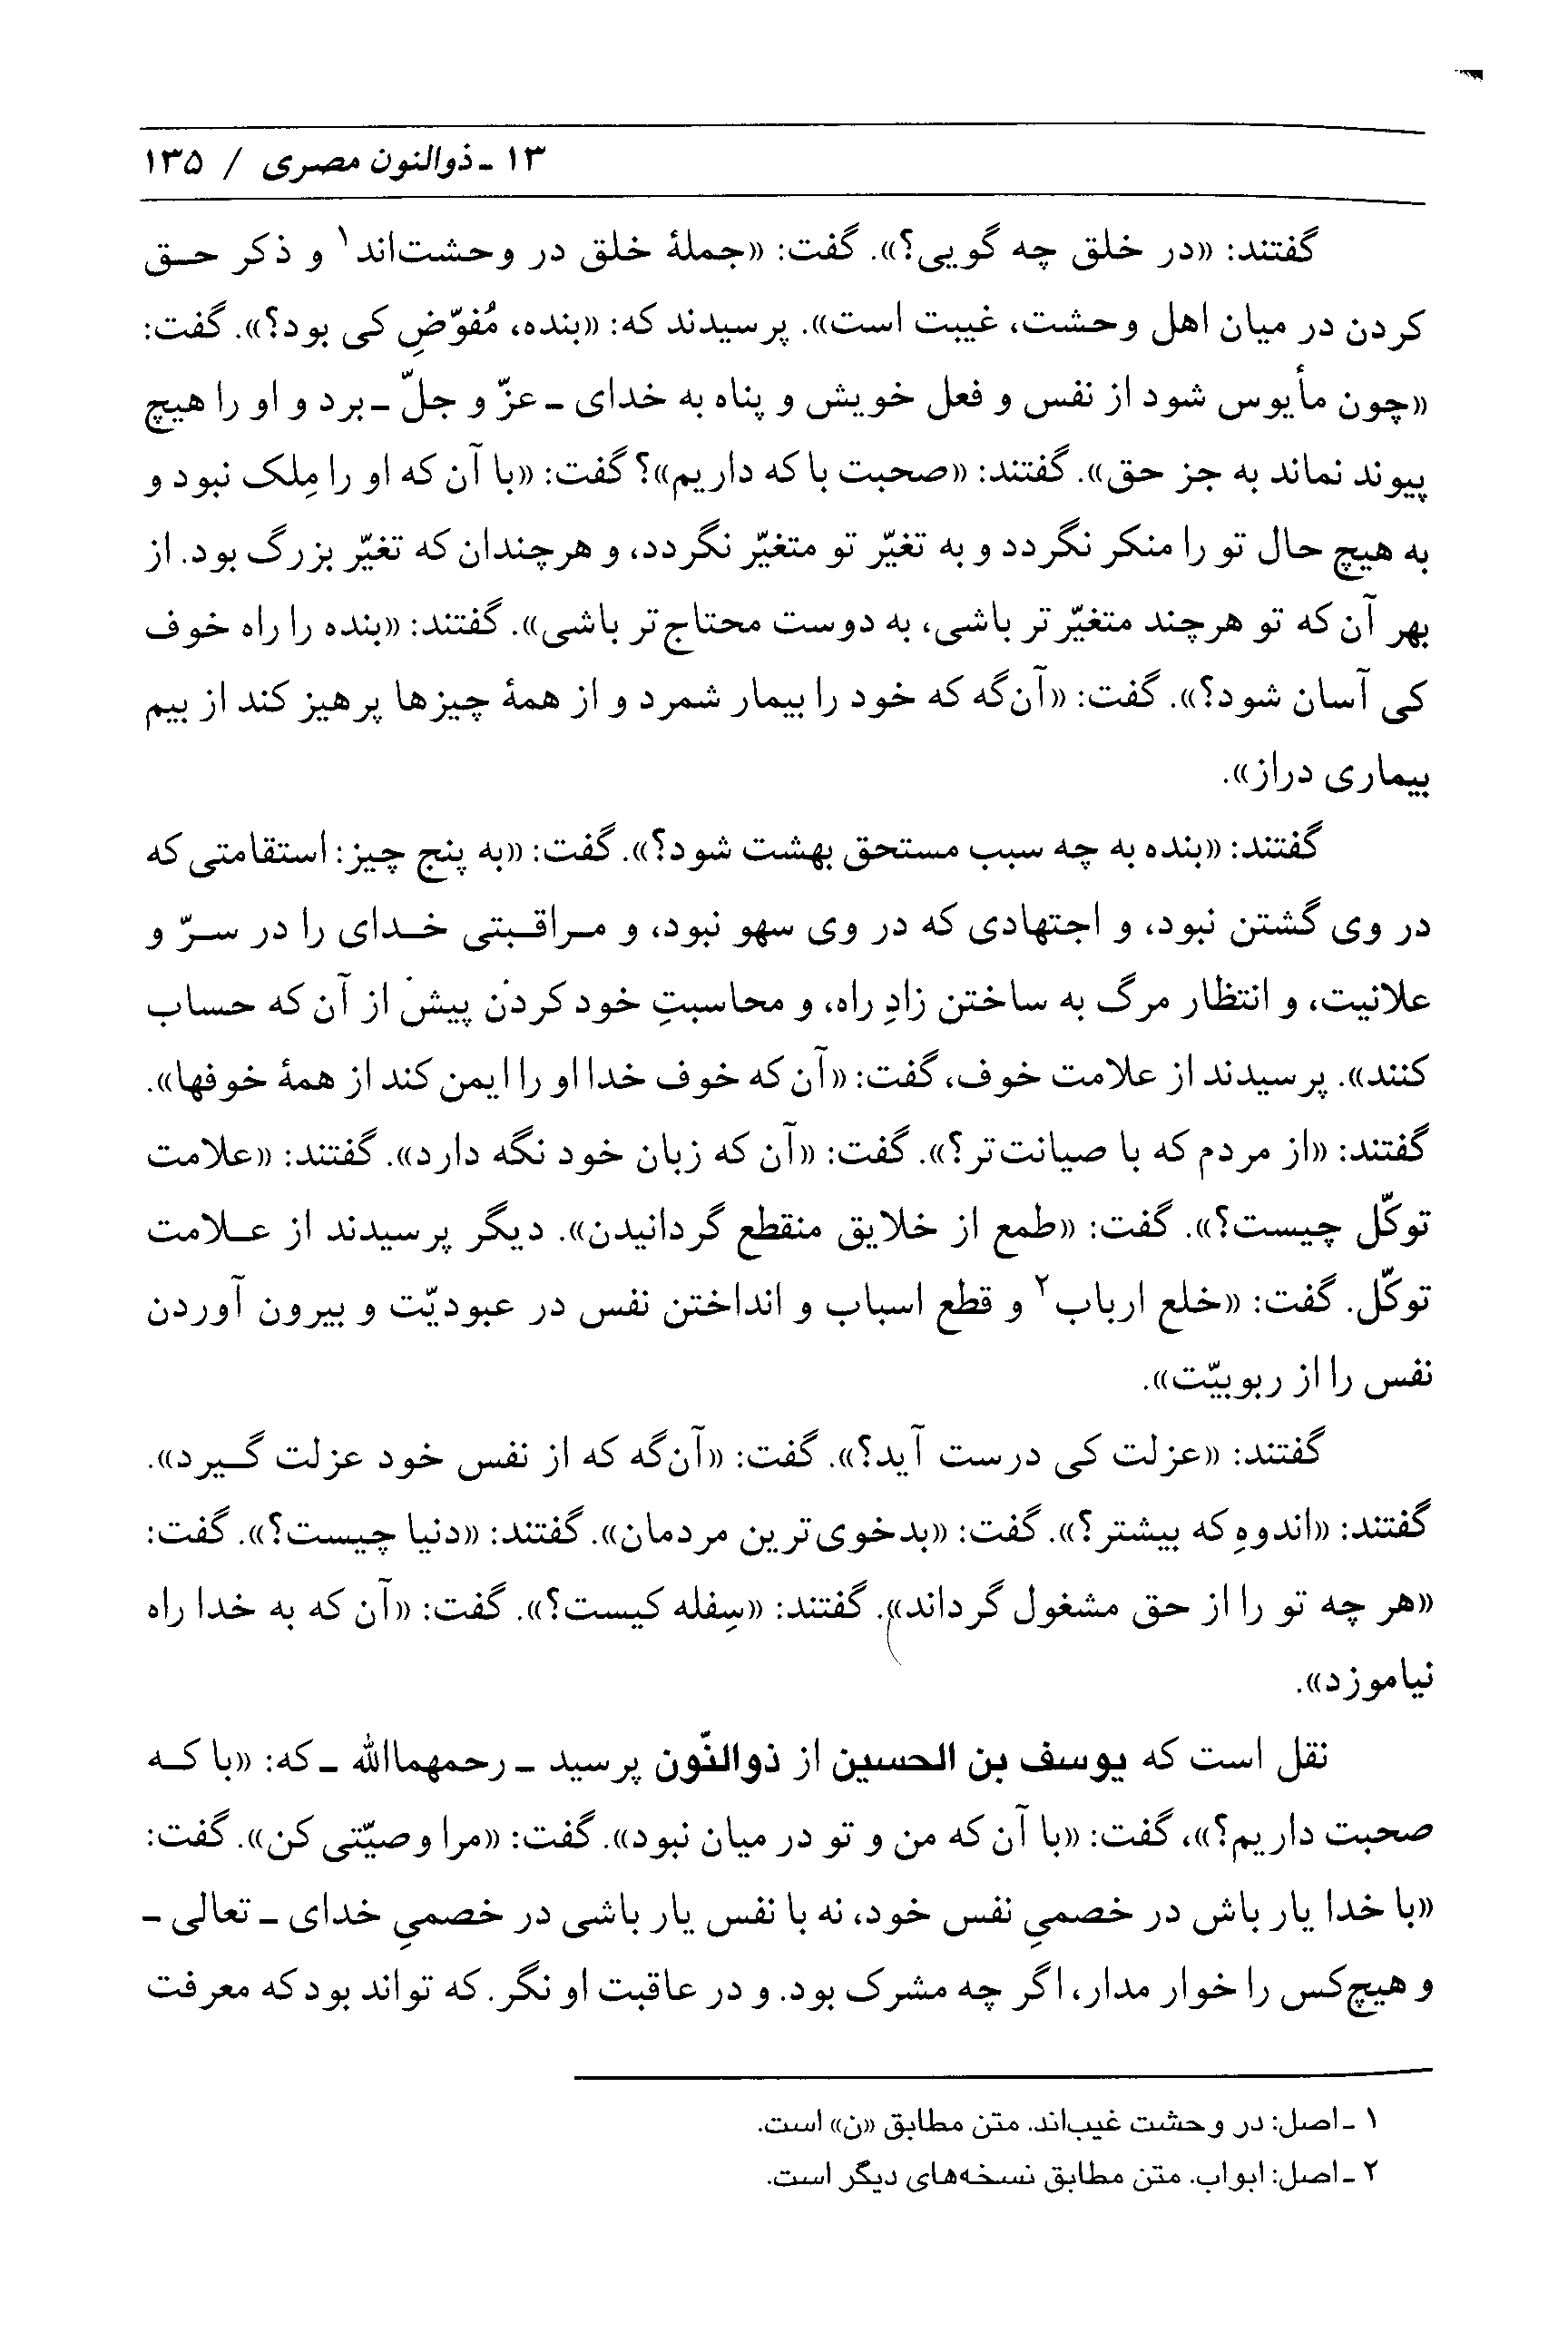 ۱۳ ـ ذوالنون مصری / ۱۳۵
گفتند: «در خلق چه گویی؟». گفت: «جملهٔ خلق در وحشت‌اند۱ و ذکر حق
کردن در میان اهل وحشت، غیبت است». پرسیدند که: «بنده، مُفوّضِ کی بود؟». گفت:
«چون مأیوس شود از نفس و فعل خویش و پناه به خدای ـ عزّ و جلّ ـ برد و او را هیچ
پیوند نماند به جز حق». گفتند: «صحبت با که داریم»؟ گفت: «با آن که او را مِلک نبود و
به هیچ حال تو را منکر نگردد و به تغیّر تو متغیّر نگردد، و هرچندان که تغیّر بزرگ بود. از
بهر آن که تو هرچند متغیّرتر باشی، به دوست محتاج‌تر باشی». گفتند: «بنده را راه خوف
کی آسان شود؟». گفت: «آن‌گه که خود را بیمار شمرد و از همهٔ چیزها پرهیز کند از بیم
بیماری دراز».
گفتند: «بنده به چه سبب مستحق بهشت شود؟». گفت: «به پنج چیز: استقامتی که
در وی گشتن نبود، و اجتهادی که در وی سهو نبود، و مراقبتی خدای را در سرّ و
علانیت، و انتظار مرگ به ساختن زادِ راه، و محاسبتِ خود کردن پیش از آن که حساب
کنند». پرسیدند از علامت خوف، گفت: «آن که خوف خدا او را ایمن کند از همهٔ خوفها».
گفتند: «از مردم که با صیانت‌تر؟». گفت: «آن که زبان خود نگه دارد». گفتند: «علامت
توکّل چیست؟». گفت: «طمع از خلایق منقطع گردانیدن». دیگر پرسیدند از علامت
توکّل. گفت: «خلع ارباب۲ و قطع اسباب و انداختن نفس در عبودیّت و بیرون آوردن
نفس را از ربوبیّت».
گفتند: «عزلت کی درست آید؟». گفت: «آن‌گه که از نفس خود عزلت گیرد».
گفتند: «اندوهِ که بیشتر؟». گفت: «بدخوی‌ترین مردمان». گفتند: «دنیا چیست؟». گفت:
«هر چه تو را از حق مشغول گرداند». گفتند: «سِفله کیست؟». گفت: «آن که به خدا راه
نیاموزد».
نقل است که یوسف بن الحسین از ذوالنّون پرسید ـ رحمهماالله ـ که: «با که
صحبت داریم؟»، گفت: «با آن که من و تو در میان نبود». گفت: «مرا وصیّتی کن». گفت:
«با خدا یار باش در خصمیِ نفس خود، نه با نفس یار باشی در خصمیِ خدای ـ تعالی ـ
و هیچ‌کس را خوار مدار، اگر چه مشرک بود. و در عاقبت او نگر. که تواند بود که معرفت
۱ ـ اصل: در وحشت غیب‌اند. متن مطابق «ن» است.
۲ ـ اصل: ابواب. متن مطابق نسخه‌های دیگر است.